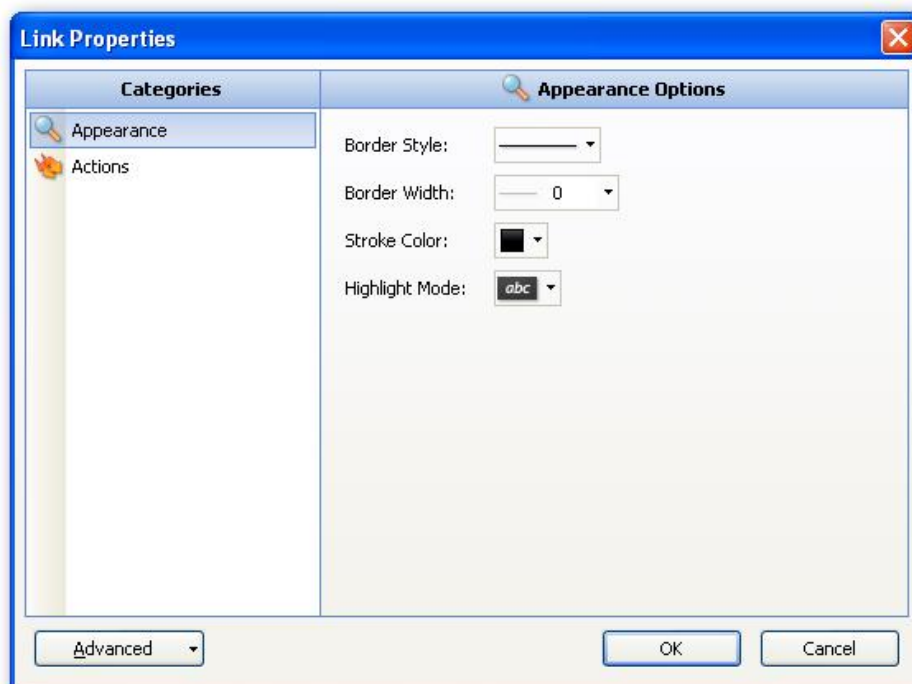 Link Properties
Categories
Appearance Options
Appearance
Actions
Border Style:
Border Width: 0
Stroke Color:
Highlight Mode: abc
Advanced
OK
Cancel